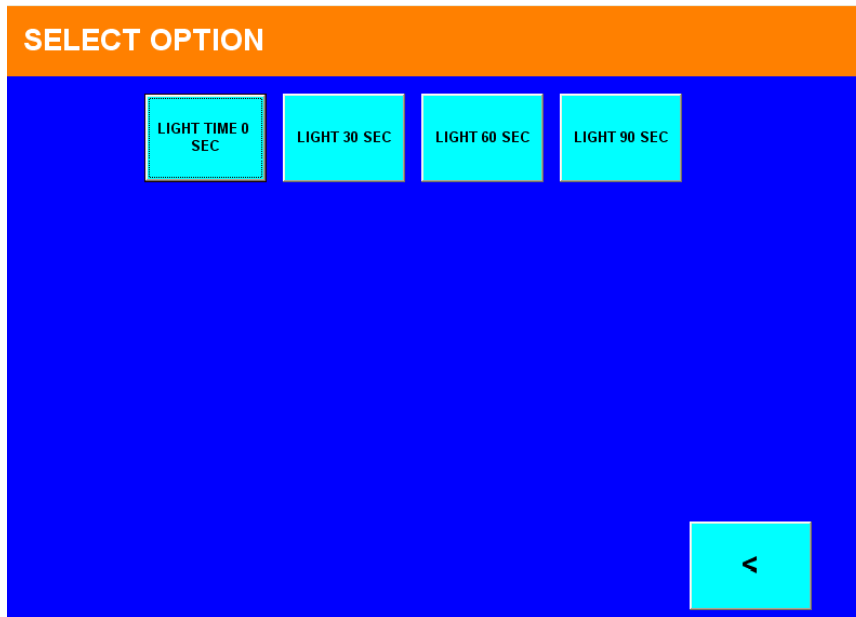 SELECT OPTION
LIGHT TIME 0
SEC
LIGHT 30 SEC
LIGHT 60 SEC
LIGHT 90 SEC
<